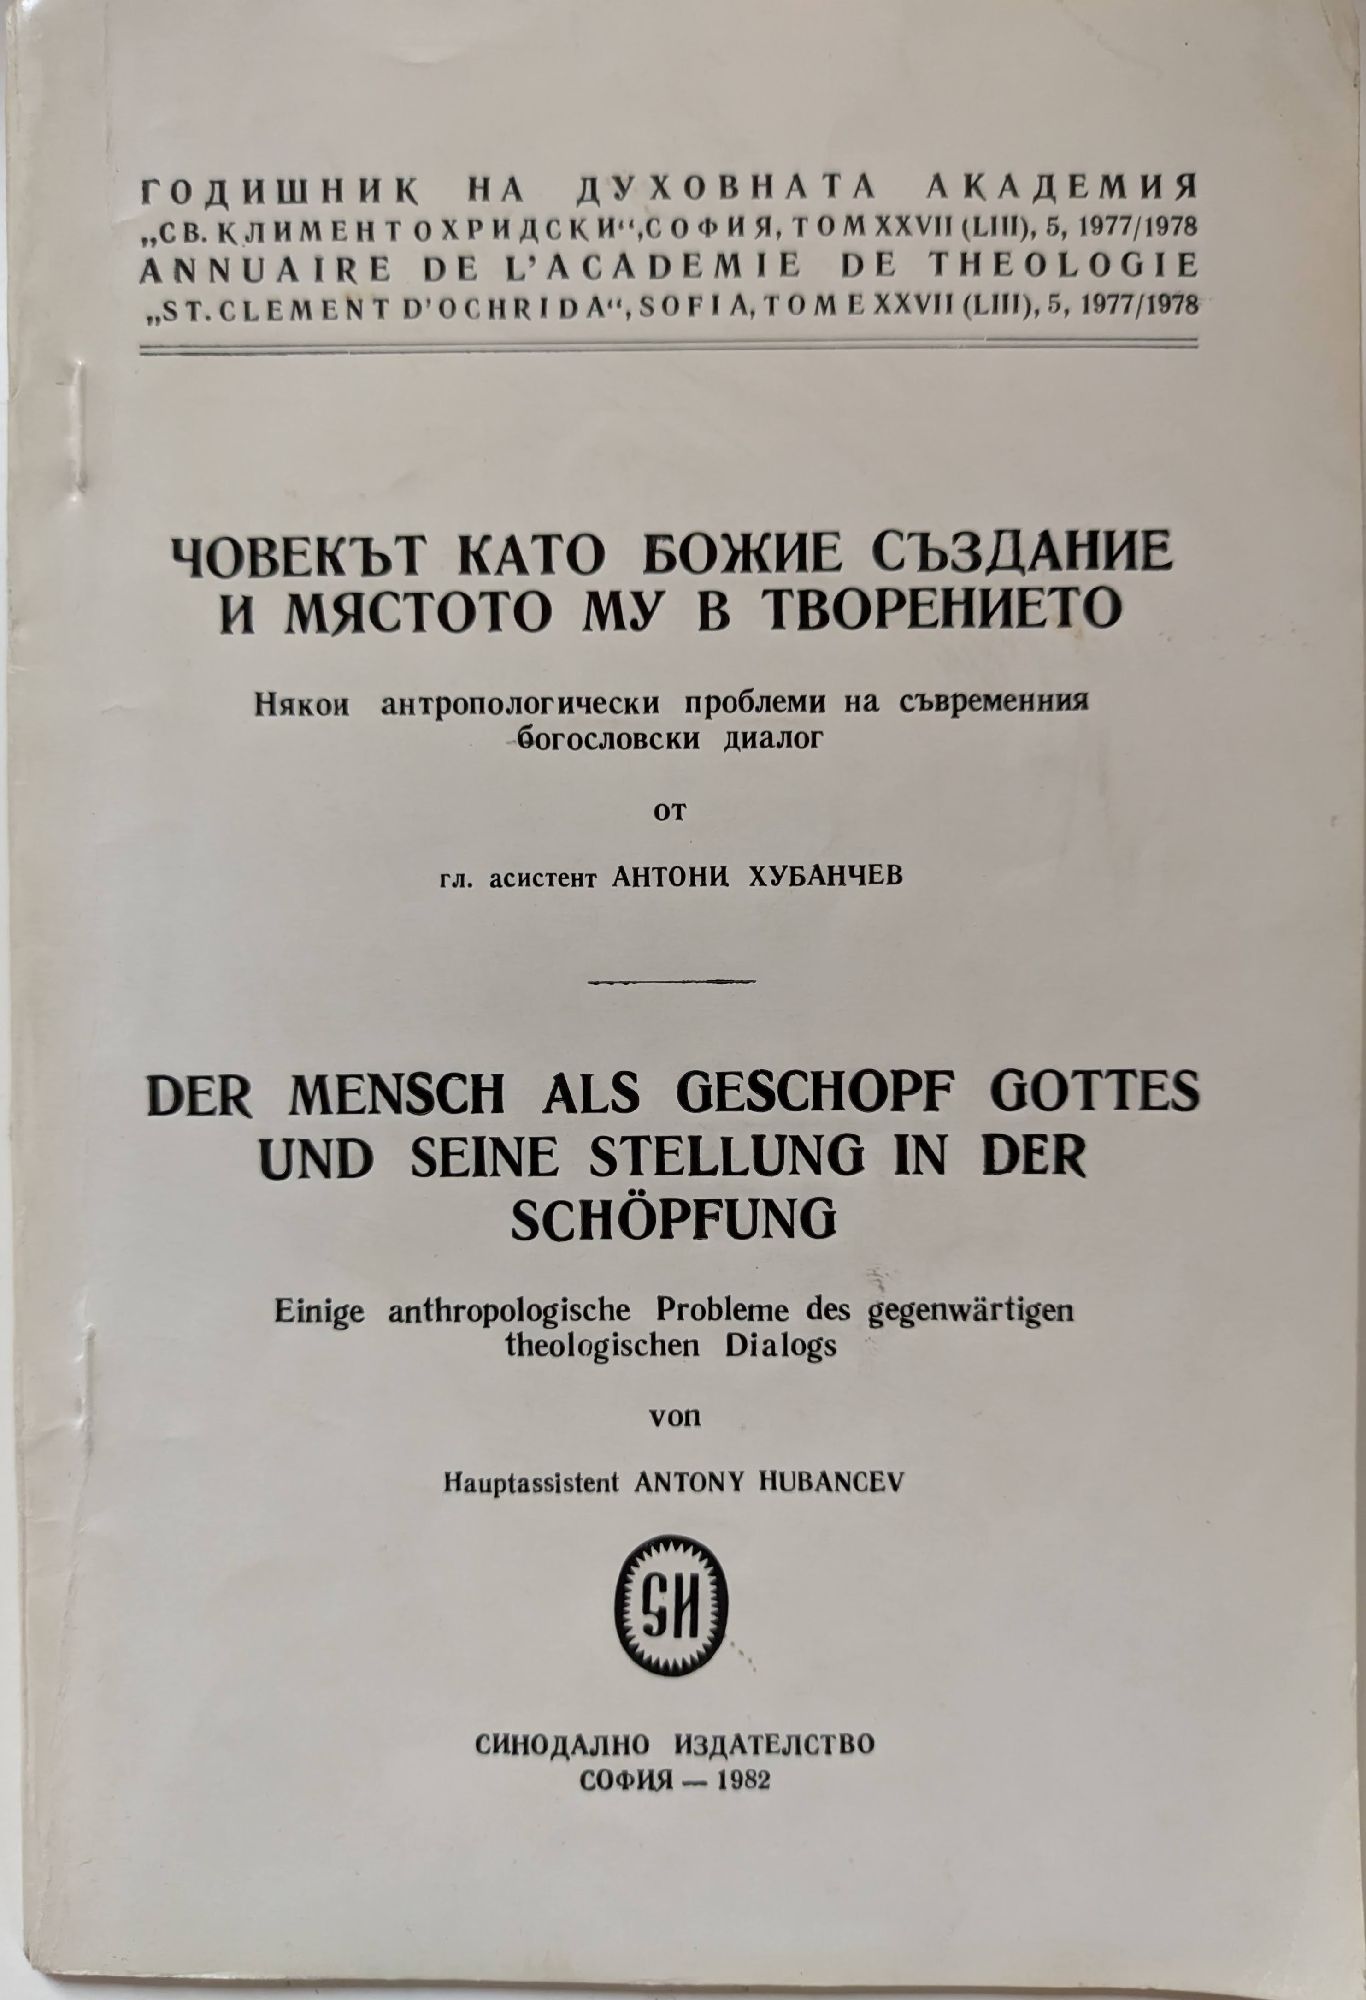 ГОДИШНИК НА ДУХОВНАТА АКАДЕМИЯ
„СВ. КЛИМЕНТ ОХРИДСКИ“, СОФИЯ, ТОМ XXVII (LIII), 5, 1977/1978
ANNUAIRE DE L'ACADEMIE DE THEOLOGIE
„ST. CLEMENT D'OCHRIDA“, SOFIA, TOME XXVII (LIII), 5, 1977/1978
ЧОВЕКЪТ КАТО БОЖИЕ СЪЗДАНИЕ
И МЯСТОТО МУ В ТВОРЕНИЕТО
Някои антропологически проблеми на съвременния
богословски диалог
от
гл. асистент АНТОНИ ХУБАНЧЕВ
DER MENSCH ALS GESCHOPF GOTTES
UND SEINE STELLUNG IN DER
SCHÖPFUNG
Einige anthropologische Probleme des gegenwärtigen
theologischen Dialogs
von
Hauptassistent ANTONY HUBANCEV
СИ
СИНОДАЛНО ИЗДАТЕЛСТВО
СОФИЯ — 1982